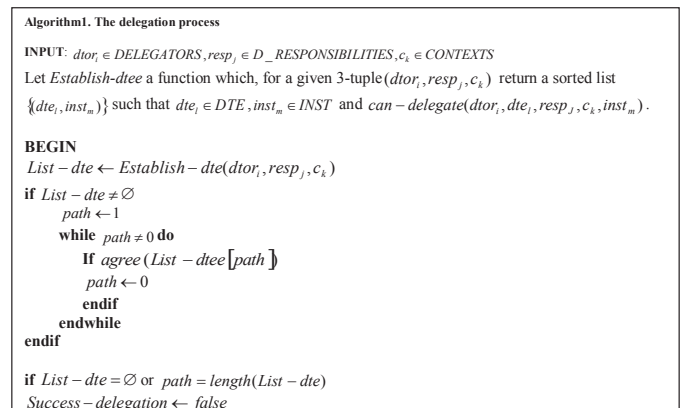 Algorithm1. The delegation process
INPUT: dtor_i ∈ DELEGATORS, resp_j ∈ D_RESPONSIBILITIES, c_k ∈ CONTEXTS
Let Establish-dtee a function which, for a given 3-tuple (dtor_i, resp_j, c_k) return a sorted list
{(dte_l, inst_m)} such that dte_l ∈ DTE, inst_m ∈ INST and can – delegate(dtor_i, dte_l, resp_J, c_k, inst_m).
BEGIN
List – dte ← Establish – dte(dtor_i, resp_j, c_k)
if List – dte ≠ ∅
path ← 1
while path ≠ 0 do
If agree(List – dtee[path])
path ← 0
endif
endwhile
endif
if List – dte = ∅ or path = length(List – dte)
Success – delegation ← false